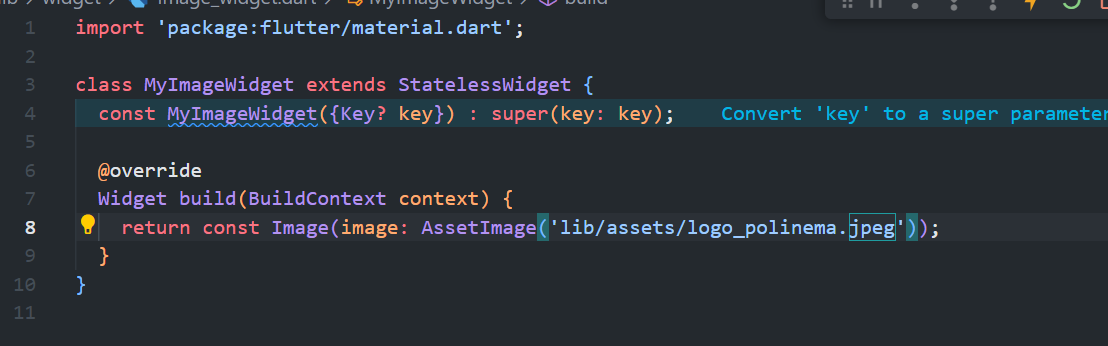 lib > widget > image_widget.dart > MyImageWidget > build
1 import 'package:flutter/material.dart';
2
3 class MyImageWidget extends StatelessWidget {
4 const MyImageWidget({Key? key}) : super(key: key); Convert 'key' to a super parameter
5
6 @override
7 Widget build(BuildContext context) {
8 return const Image(image: AssetImage('lib/assets/logo_polinema.jpeg'));
9 }
10 }
11